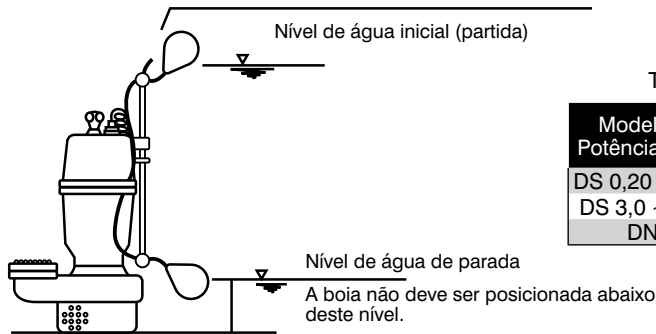 Nível de água inicial (partida)
T
Model
Potência
DS 0,20
DS 3,0 ~
DN
Nível de água de parada
A boia não deve ser posicionada abaixo
deste nível.